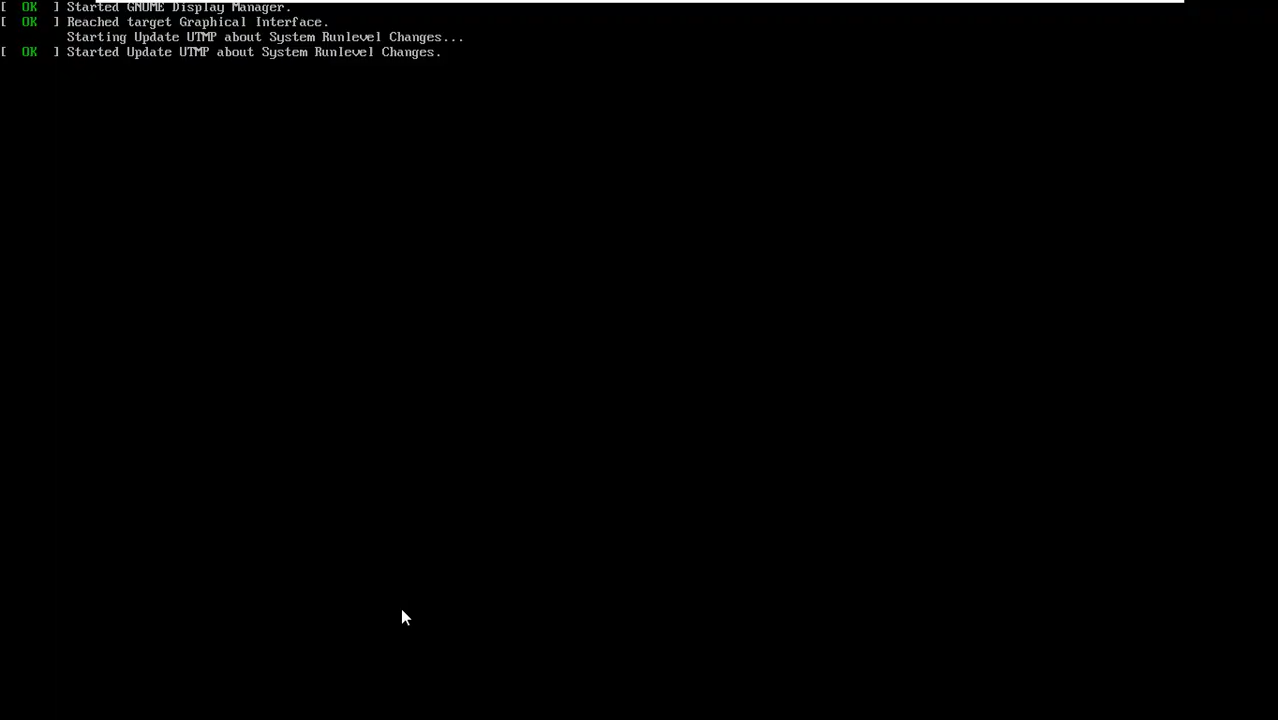 [  OK  ] Started GNOME Display Manager.
[  OK  ] Reached target Graphical Interface.
         Starting Update UTMP about System Runlevel Changes...
[  OK  ] Started Update UTMP about System Runlevel Changes.